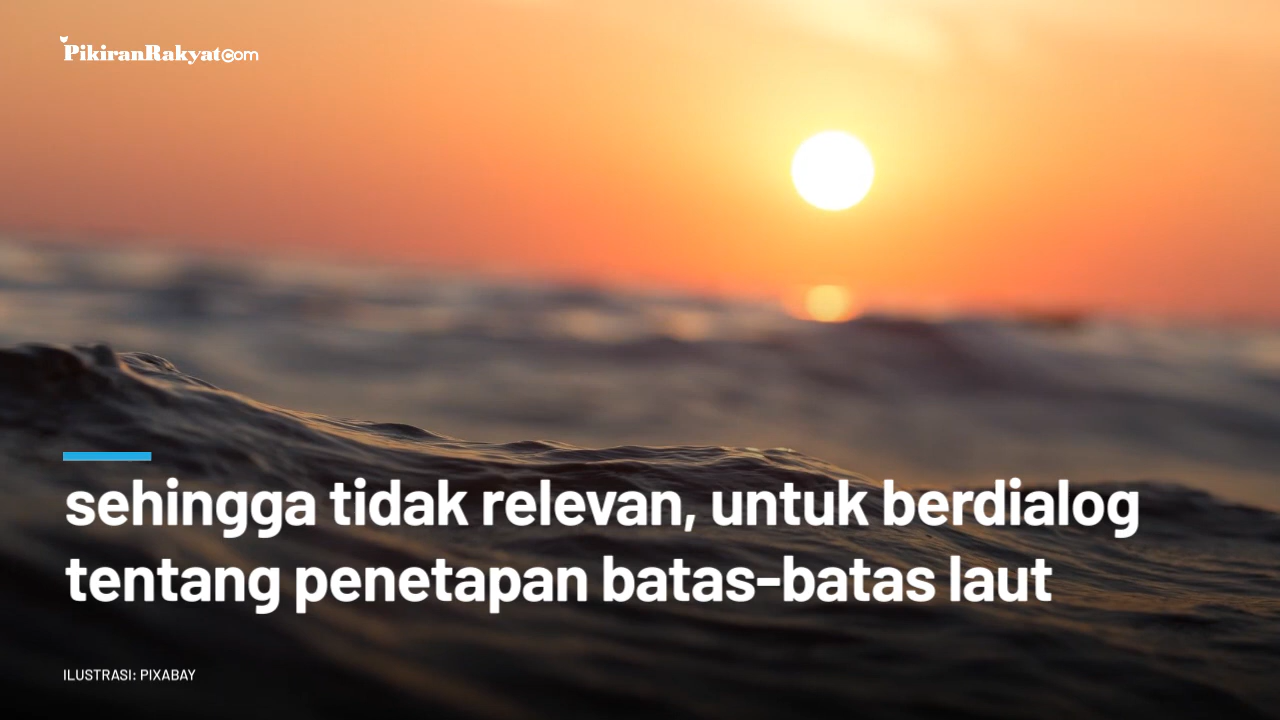 PikiranRakyat.com
sehingga tidak relevan, untuk berdialog
tentang penetapan batas-batas laut
ILUSTRASI: PIXABAY